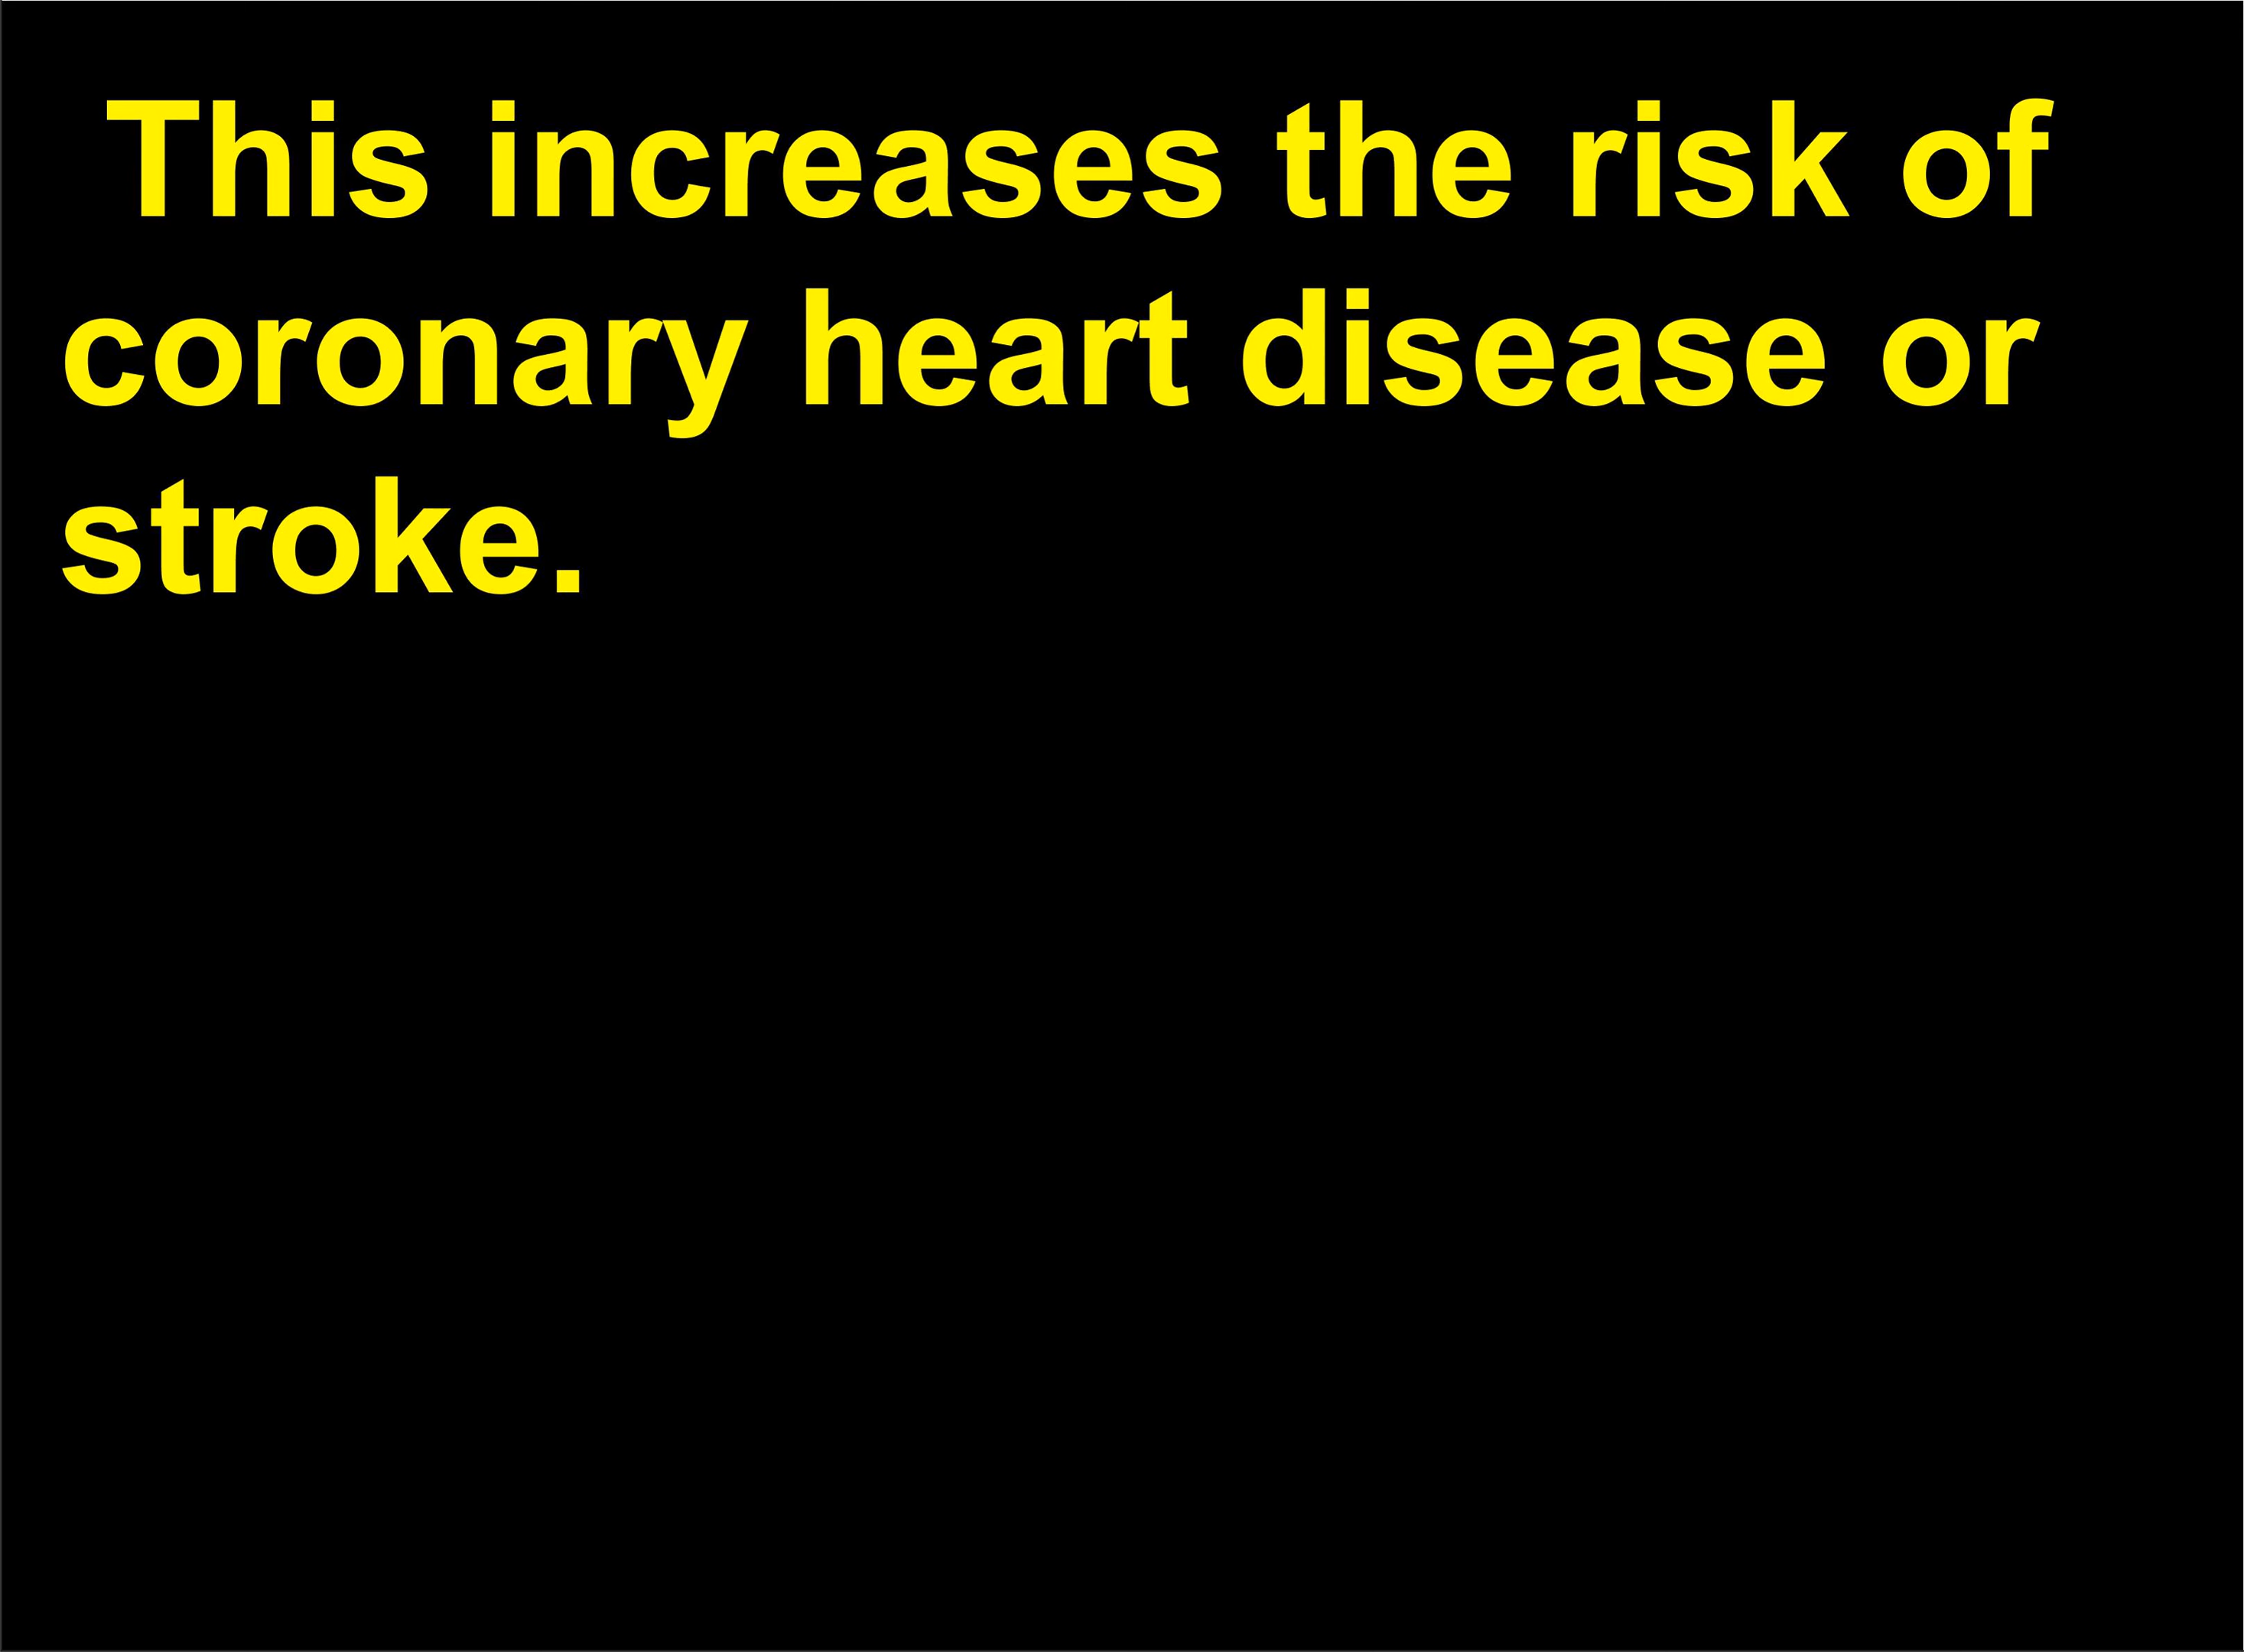 This increases the risk of
coronary heart disease or
stroke.